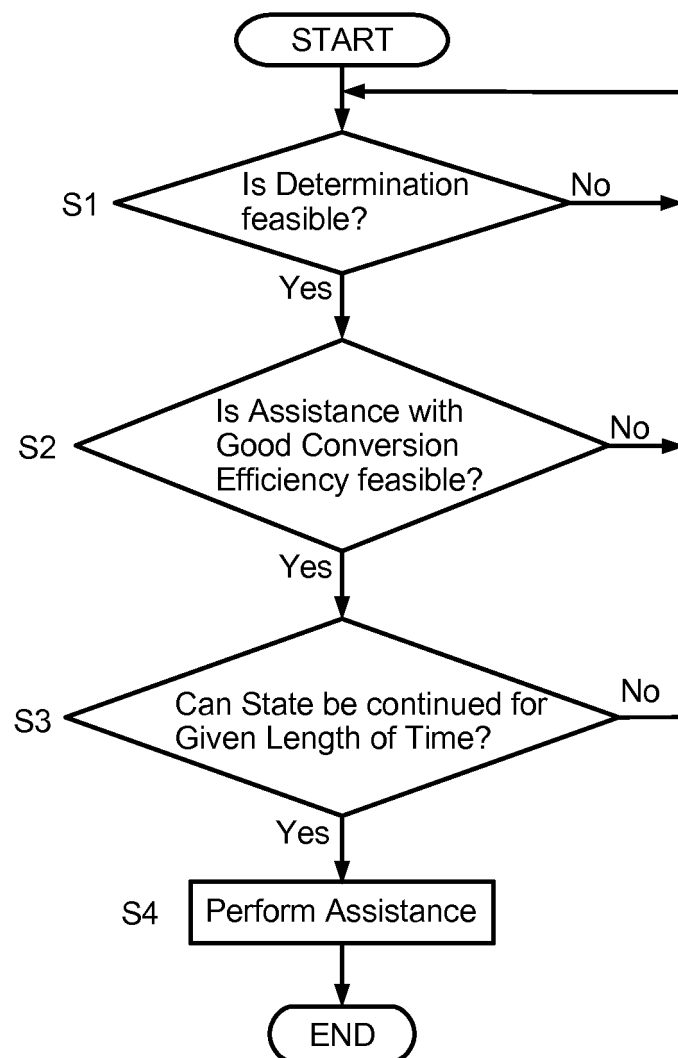 START
S1
Is Determination
feasible?
No
Yes
S2
Is Assistance with
Good Conversion
Efficiency feasible?
No
Yes
S3
Can State be continued for
Given Length of Time?
No
Yes
S4
Perform Assistance
END